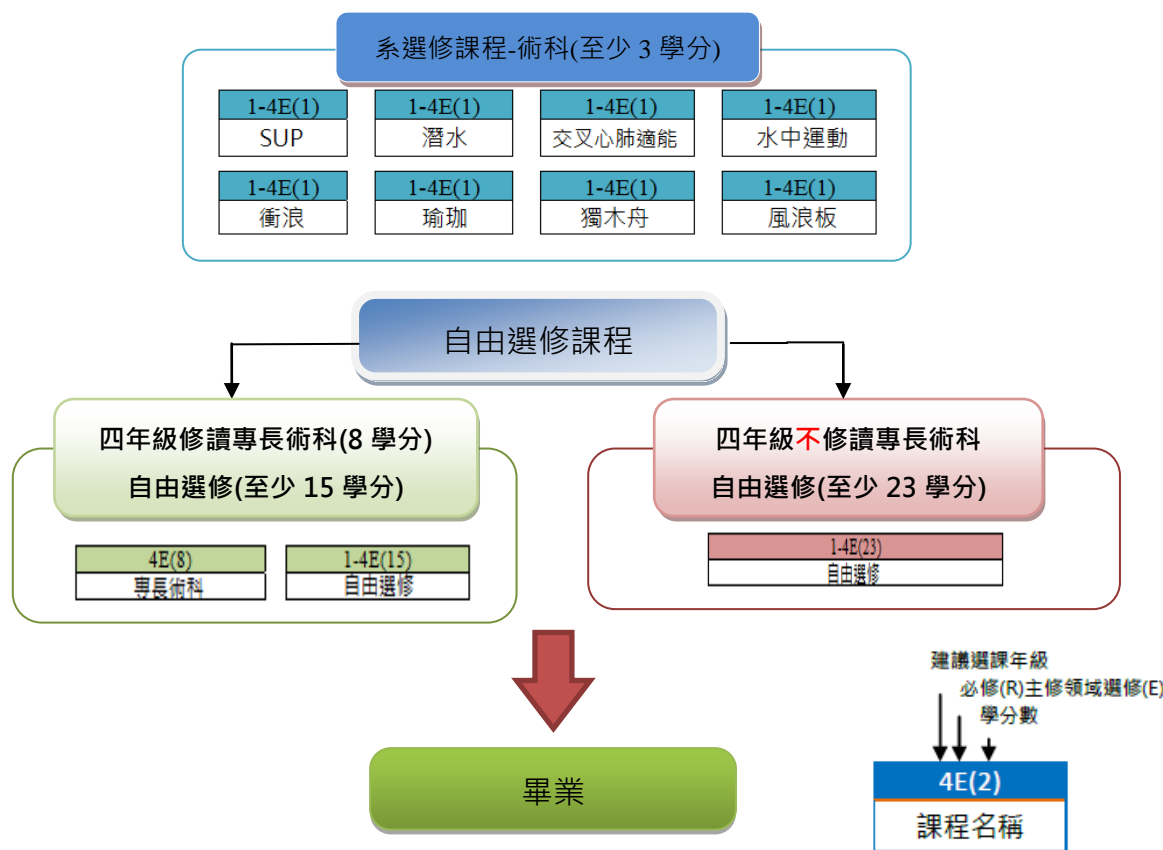 系選修課程-術科(至少 3 學分)
1-4E(1) 1-4E(1) 1-4E(1) 1-4E(1)
SUP 潛水 交叉心肺適能 水中運動
1-4E(1) 1-4E(1) 1-4E(1) 1-4E(1)
衝浪 瑜珈 獨木舟 風浪板
自由選修課程
四年級修讀專長術科(8 學分)
自由選修(至少 15 學分)
4E(8) 1-4E(15)
專長術科 自由選修
四年級不修讀專長術科
自由選修(至少 23 學分)
1-4E(23)
自由選修
畢業
建議選課年級
必修(R)主修領域選修(E)
學分數
4E(2)
課程名稱